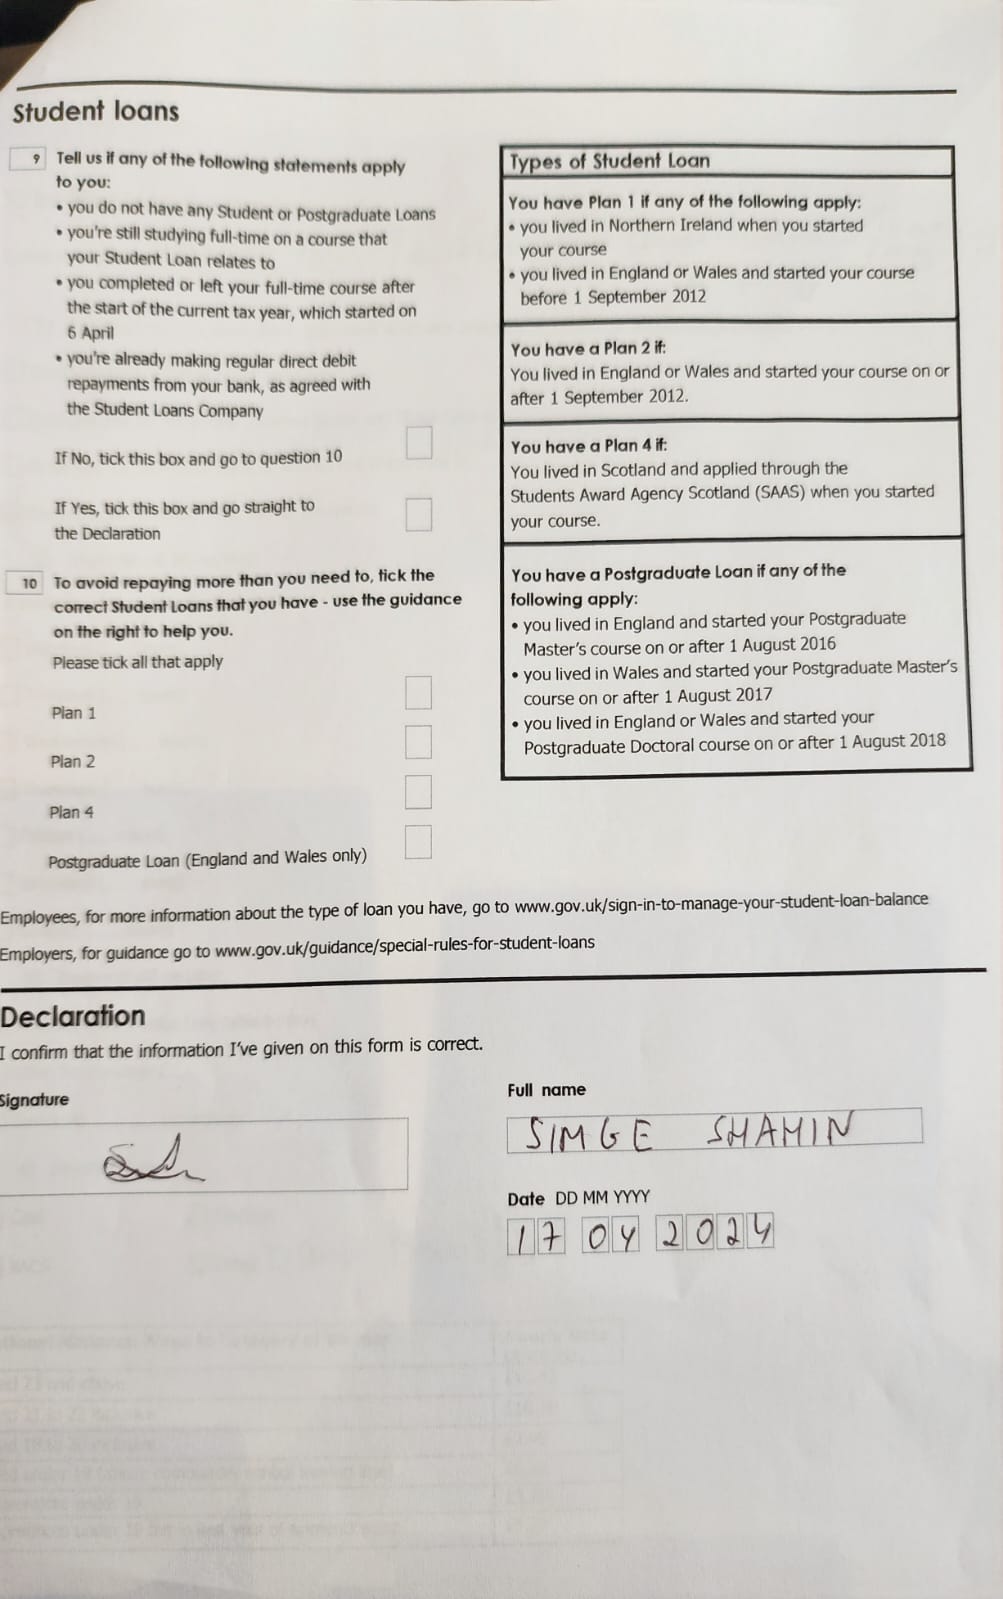 Student loans
9 Tell us if any of the following statements apply
to you:
• you do not have any Student or Postgraduate Loans
• you're still studying full-time on a course that
your Student Loan relates to
• you completed or left your full-time course after
the start of the current tax year, which started on
6 April
• you're already making regular direct debit
repayments from your bank, as agreed with
the Student Loans Company
If No, tick this box and go to question 10
If Yes, tick this box and go straight to
the Declaration
10 To avoid repaying more than you need to, tick the
correct Student Loans that you have - use the guidance
on the right to help you.
Please tick all that apply
Plan 1
Plan 2
Plan 4
Postgraduate Loan (England and Wales only)
Types of Student Loan
You have Plan 1 if any of the following apply:
• you lived in Northern Ireland when you started
your course
• you lived in England or Wales and started your course
before 1 September 2012
You have a Plan 2 if:
You lived in England or Wales and started your course on or
after 1 September 2012.
You have a Plan 4 if:
You lived in Scotland and applied through the
Students Award Agency Scotland (SAAS) when you started
your course.
You have a Postgraduate Loan if any of the
following apply:
• you lived in England and started your Postgraduate
Master's course on or after 1 August 2016
• you lived in Wales and started your Postgraduate Master's
course on or after 1 August 2017
• you lived in England or Wales and started your
Postgraduate Doctoral course on or after 1 August 2018
Employees, for more information about the type of loan you have, go to www.gov.uk/sign-in-to-manage-your-student-loan-balance
Employers, for guidance go to www.gov.uk/guidance/special-rules-for-student-loans
Declaration
I confirm that the information I've given on this form is correct.
Signature
Full name
SIMGE SHAHIN
Date DD MM YYYY
17 04 2024